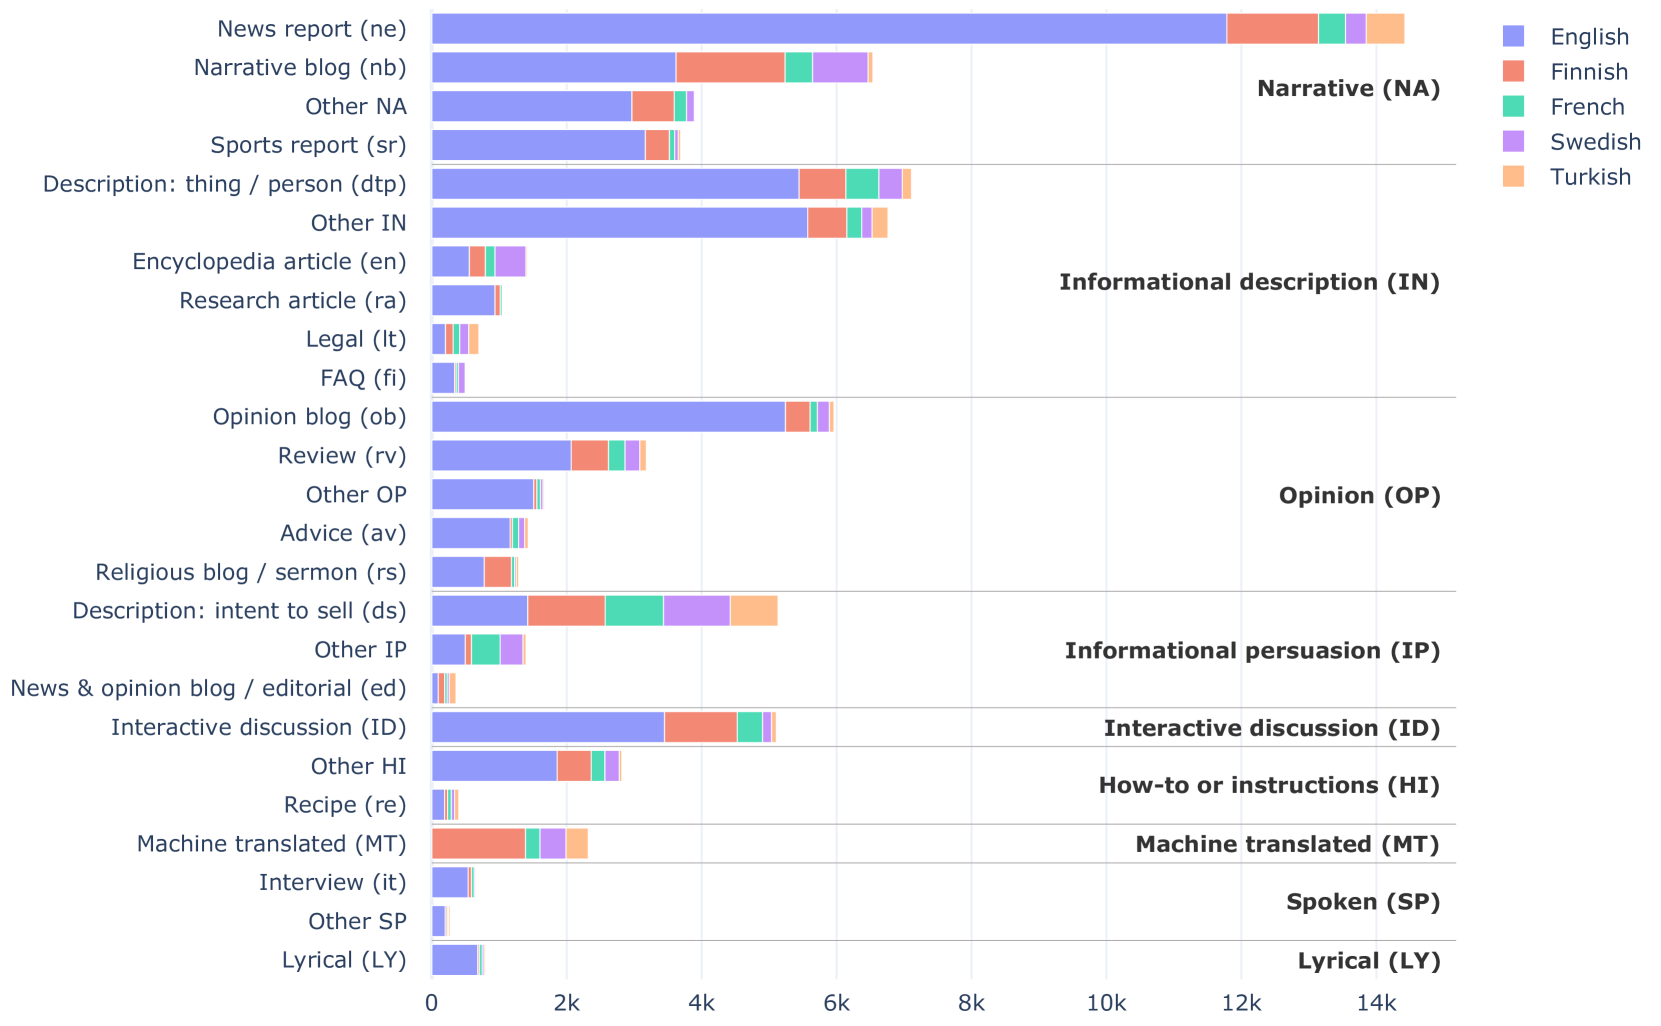 News report (ne)
Narrative blog (nb)
Other NA
Sports report (sr)
Narrative (NA)
Description: thing / person (dtp)
Other IN
Encyclopedia article (en)
Research article (ra)
Legal (lt)
FAQ (fi)
Informational description (IN)
Opinion blog (ob)
Review (rv)
Other OP
Advice (av)
Religious blog / sermon (rs)
Opinion (OP)
Description: intent to sell (ds)
Other IP
News & opinion blog / editorial (ed)
Informational persuasion (IP)
Interactive discussion (ID)
Interactive discussion (ID)
Other HI
Recipe (re)
How-to or instructions (HI)
Machine translated (MT)
Machine translated (MT)
Interview (it)
Other SP
Spoken (SP)
Lyrical (LY)
Lyrical (LY)
0 2k 4k 6k 8k 10k 12k 14k
English
Finnish
French
Swedish
Turkish